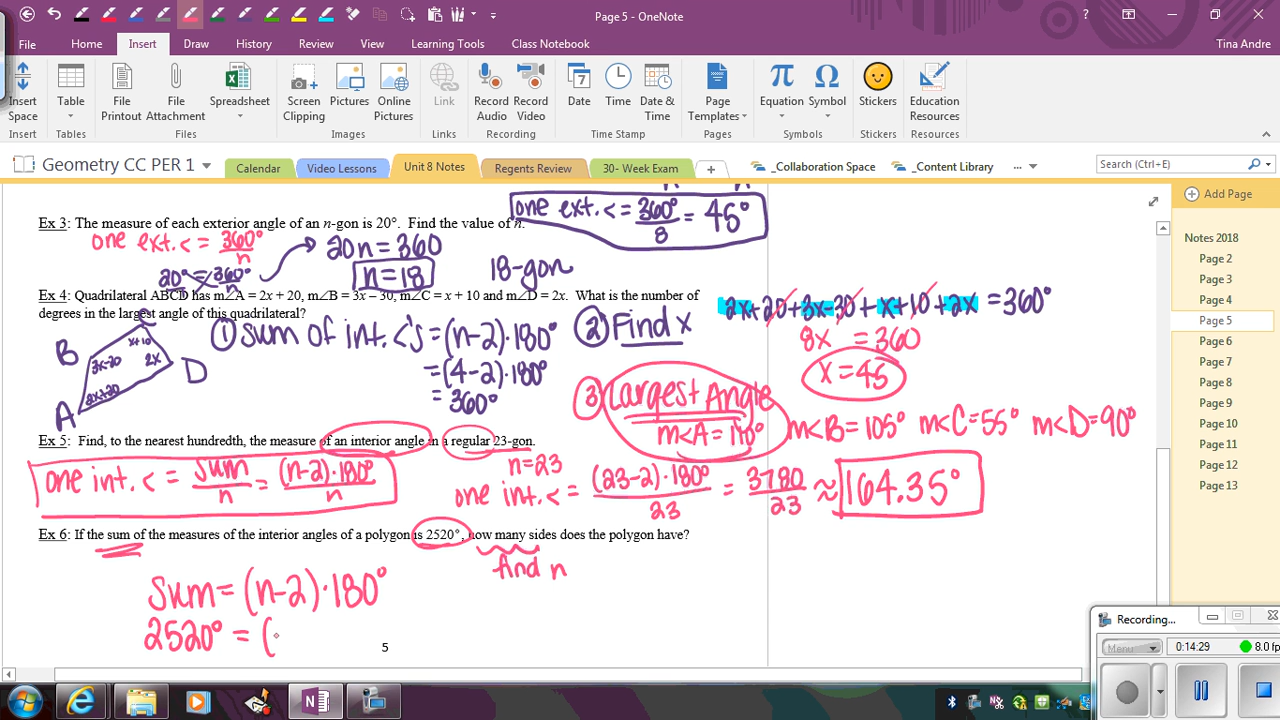 Page 5 - OneNote
Tina Andre
File Home Insert Draw History Review View Learning Tools Class Notebook
Insert Space
Table
File Printout
File Attachment
Spreadsheet
Screen Clipping
Pictures
Online Pictures
Link
Record Audio
Record Video
Date
Time
Date & Time
Page Templates
Equation
Symbol
Stickers
Education Resources
Insert Tables Files Images Links Recording Time Stamp Pages Symbols Stickers Resources
Geometry CC PER 1 Calendar Video Lessons Unit 8 Notes Regents Review 30- Week Exam + _Collaboration Space _Content Library ... Search (Ctrl+E)
Add Page
Notes 2018
Page 2
Page 3
Page 4
Page 5
Page 6
Page 7
Page 8
Page 9
Page 10
Page 11
Page 12
Page 13
one ext. < = 360°/8 = 45°
Ex 3: The measure of each exterior angle of an n-gon is 20°. Find the value of n.
one ext. < = 360°/n
20° = 360°/n
20n = 360
n = 18
18-gon
Ex 4: Quadrilateral ABCD has m∠A = 2x + 20, m∠B = 3x – 30, m∠C = x + 10 and m∠D = 2x. What is the number of
degrees in the largest angle of this quadrilateral?
B
x+10
3x-20
2x
D
A
① Sum of int. <'s = (n-2)·180°
= (4-2)·180°
= 360°
② Find x
2x+20+3x-30+x+10+2x = 360°
8x = 360
x = 45
③ Largest Angle
m<A = 110°
m<B = 105° m<C = 55° m<D = 90°
Ex 5: Find, to the nearest hundredth, the measure of an interior angle in a regular 23-gon.
one int. < = sum/n = (n-2)·180°/n
n = 23
one int. < = (23-2)·180°/23 = 3780/23 ≈ 164.35°
Ex 6: If the sum of the measures of the interior angles of a polygon is 2520°, how many sides does the polygon have?
find n
Sum = (n-2)·180°
2520° = (
5
Recording...
Menu
0:14:29
8.0 fp